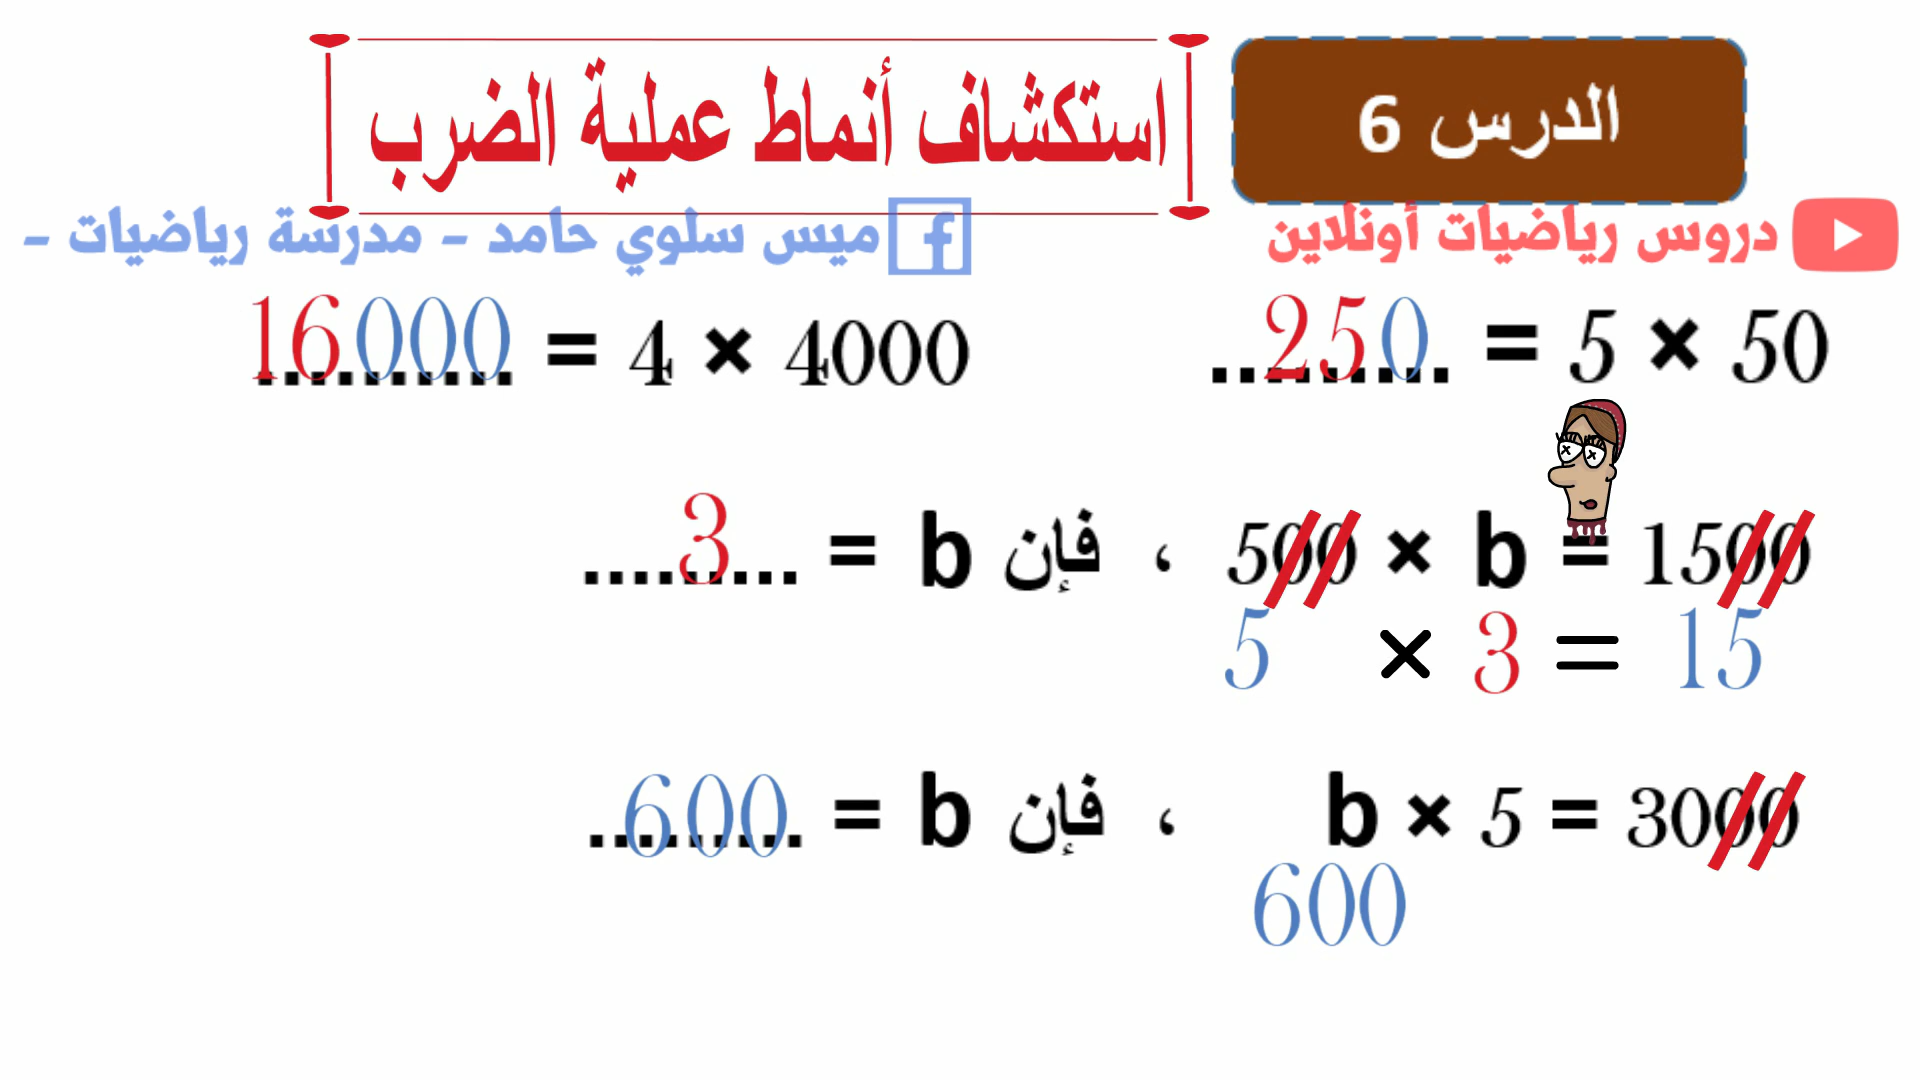 الدرس 6 استكشاف أنماط عملية الضرب
دروس رياضيات أونلاين ميس سلوي حامد - مدرسة رياضيات -
250 = 5 × 50
16000 = 4 × 4000
500 × b = 1500 ، فإن b = 3
5 × 3 = 15
b × 5 = 3000 ، فإن b = 600
600